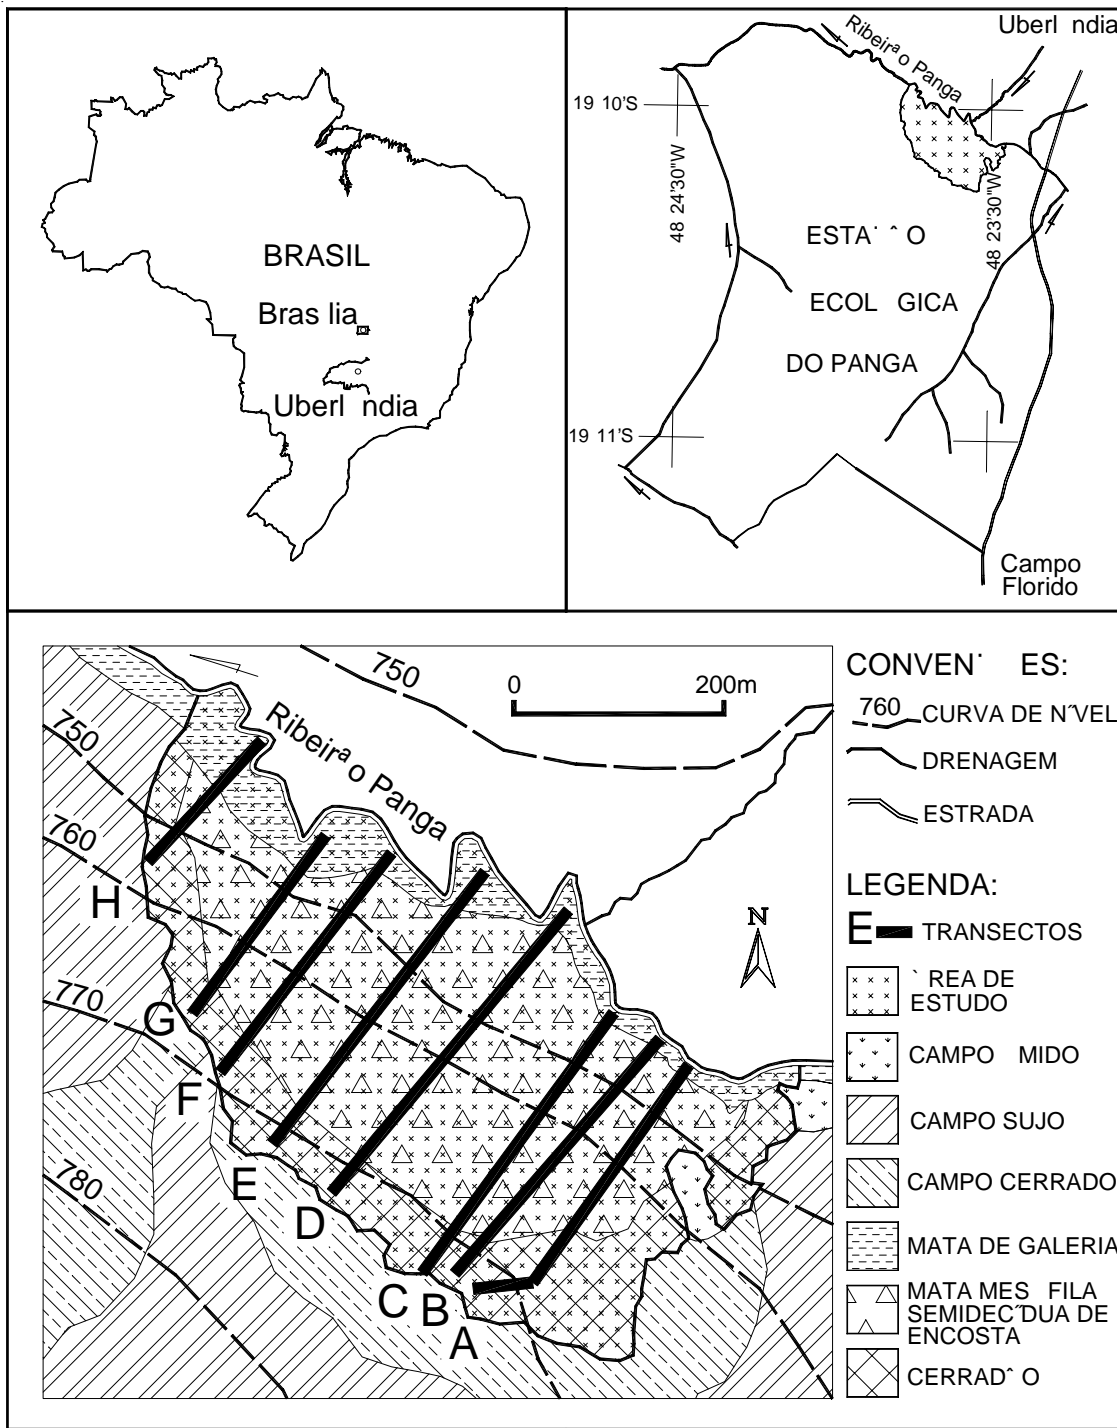 BRASIL
Bras lia
Uberl ndia
Uberl ndia
Ribeirª o Panga
19 10'S
48 24'30"W
48 23'30"W
ESTA˙ ˆ O
ECOL GICA
DO PANGA
19 11'S
Campo
Florido
750
0 200m
Ribeirª o Panga
750
760
770
780
H
G
F
E
D
C
B
A
N
CONVEN˙ ES:
760 CURVA DE N˝VEL
DRENAGEM
ESTRADA
LEGENDA:
E TRANSECTOS
` REA DE
ESTUDO
CAMPO MIDO
CAMPO SUJO
CAMPO CERRADO
MATA DE GALERIA
MATA MES FILA
SEMIDEC˝DUA DE
ENCOSTA
CERRADˆ O